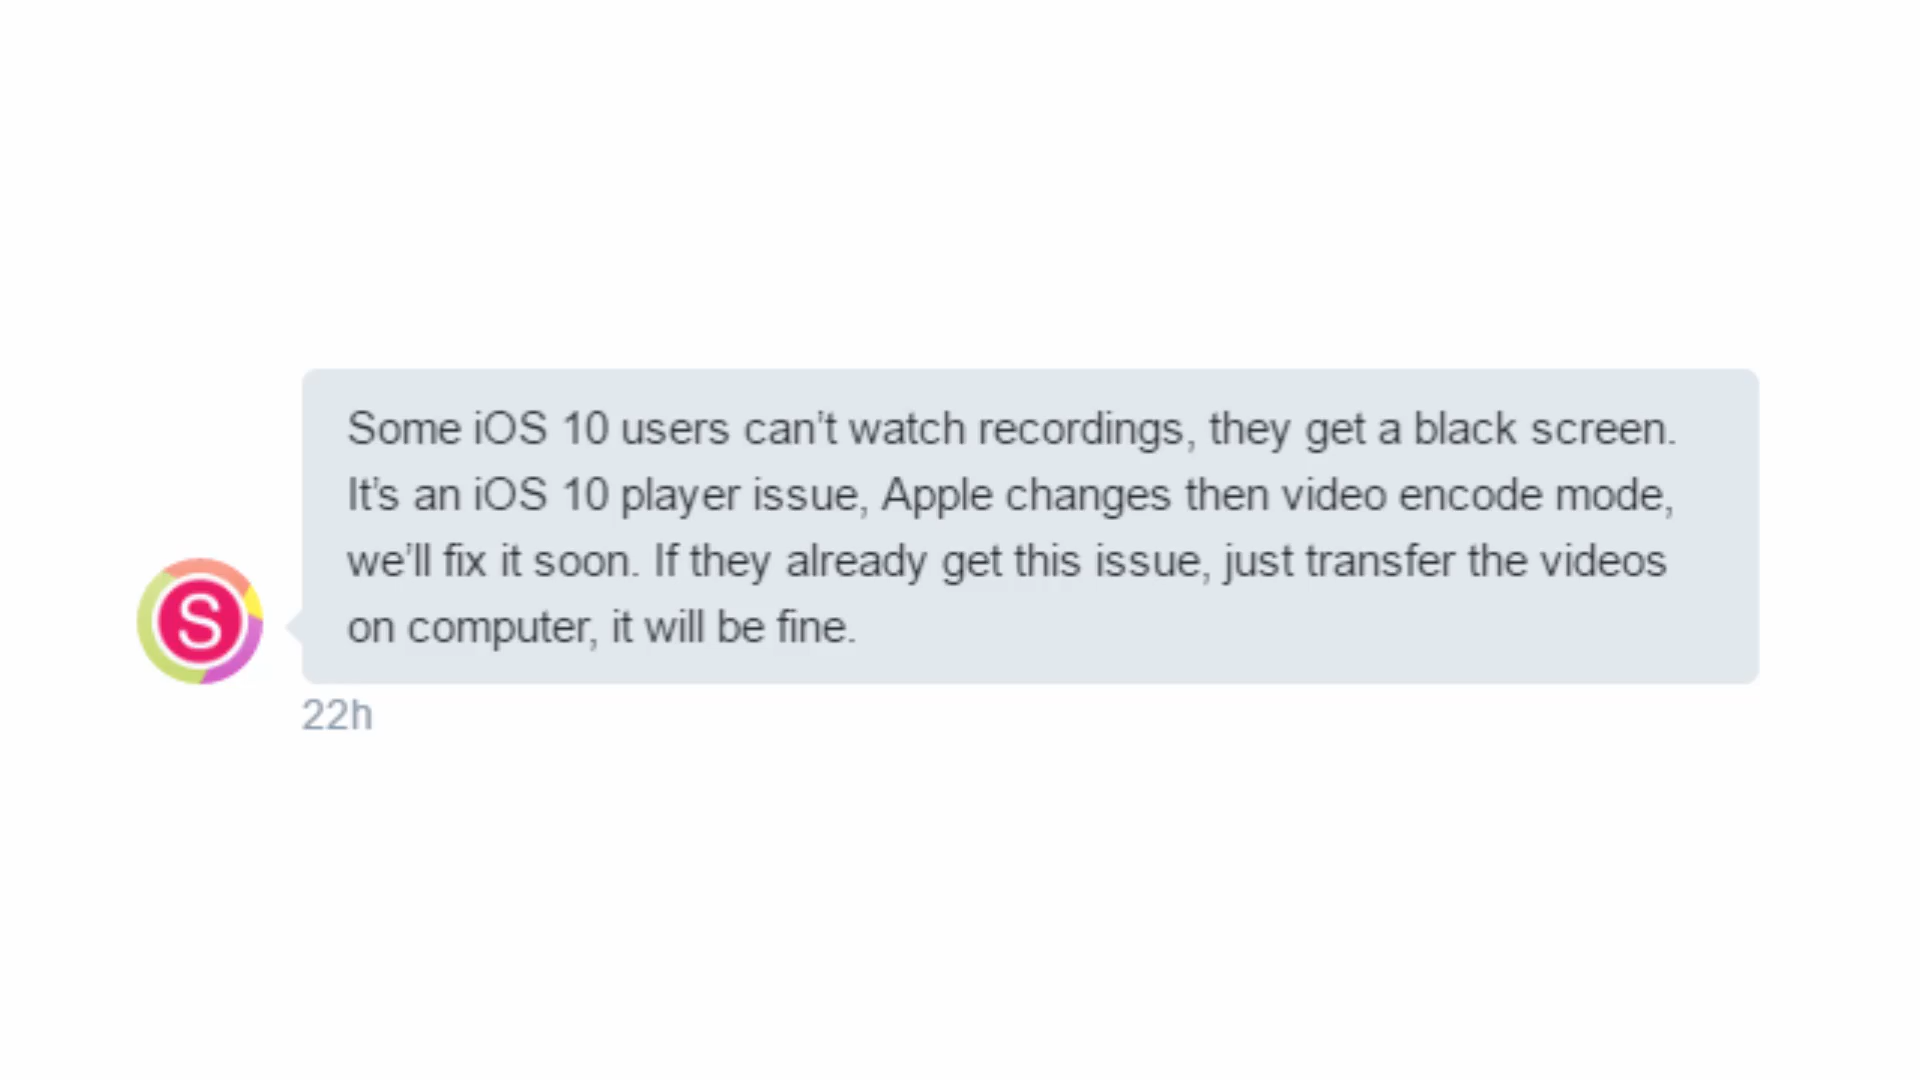 Some iOS 10 users can't watch recordings, they get a black screen.
It's an iOS 10 player issue, Apple changes then video encode mode,
we'll fix it soon. If they already get this issue, just transfer the videos
on computer, it will be fine.
S
22h